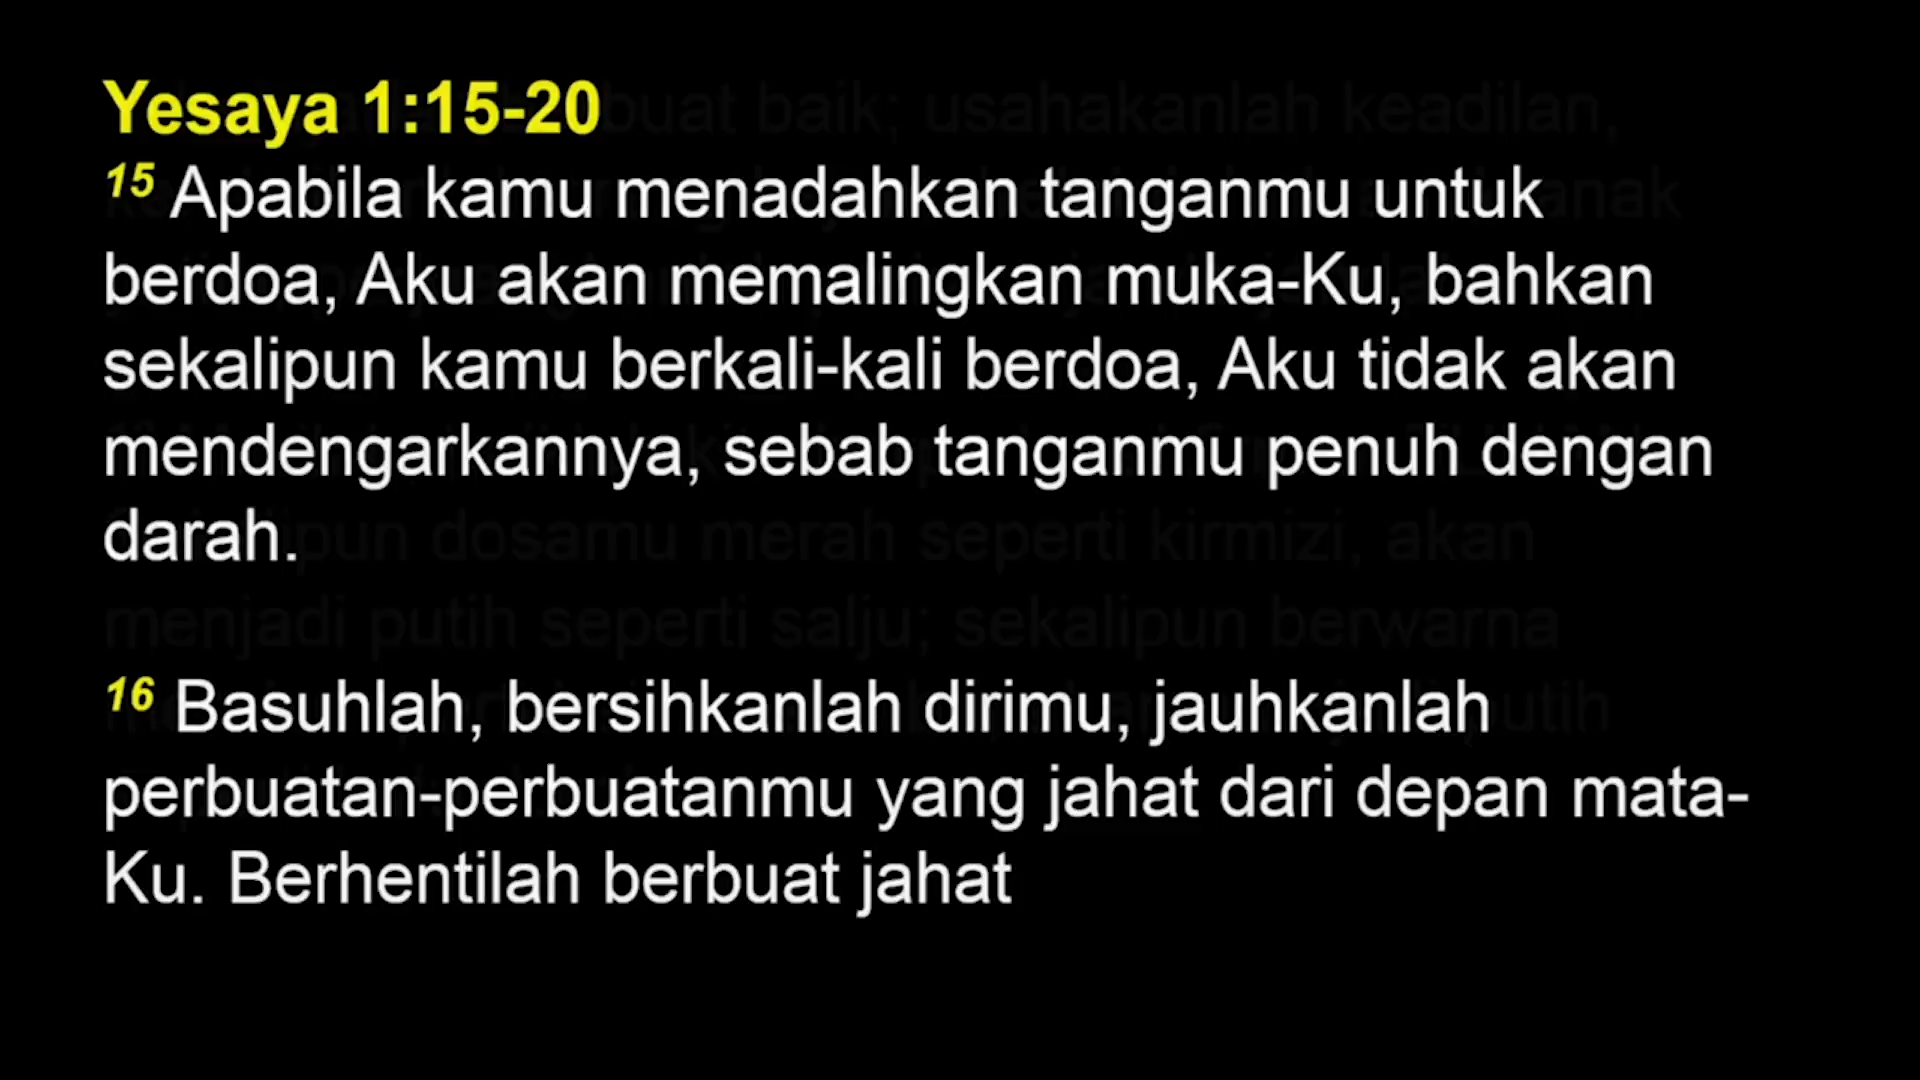 Yesaya 1:15-20
15 Apabila kamu menadahkan tanganmu untuk
berdoa, Aku akan memalingkan muka-Ku, bahkan
sekalipun kamu berkali-kali berdoa, Aku tidak akan
mendengarkannya, sebab tanganmu penuh dengan
darah.
16 Basuhlah, bersihkanlah dirimu, jauhkanlah
perbuatan-perbuatanmu yang jahat dari depan mata-
Ku. Berhentilah berbuat jahat